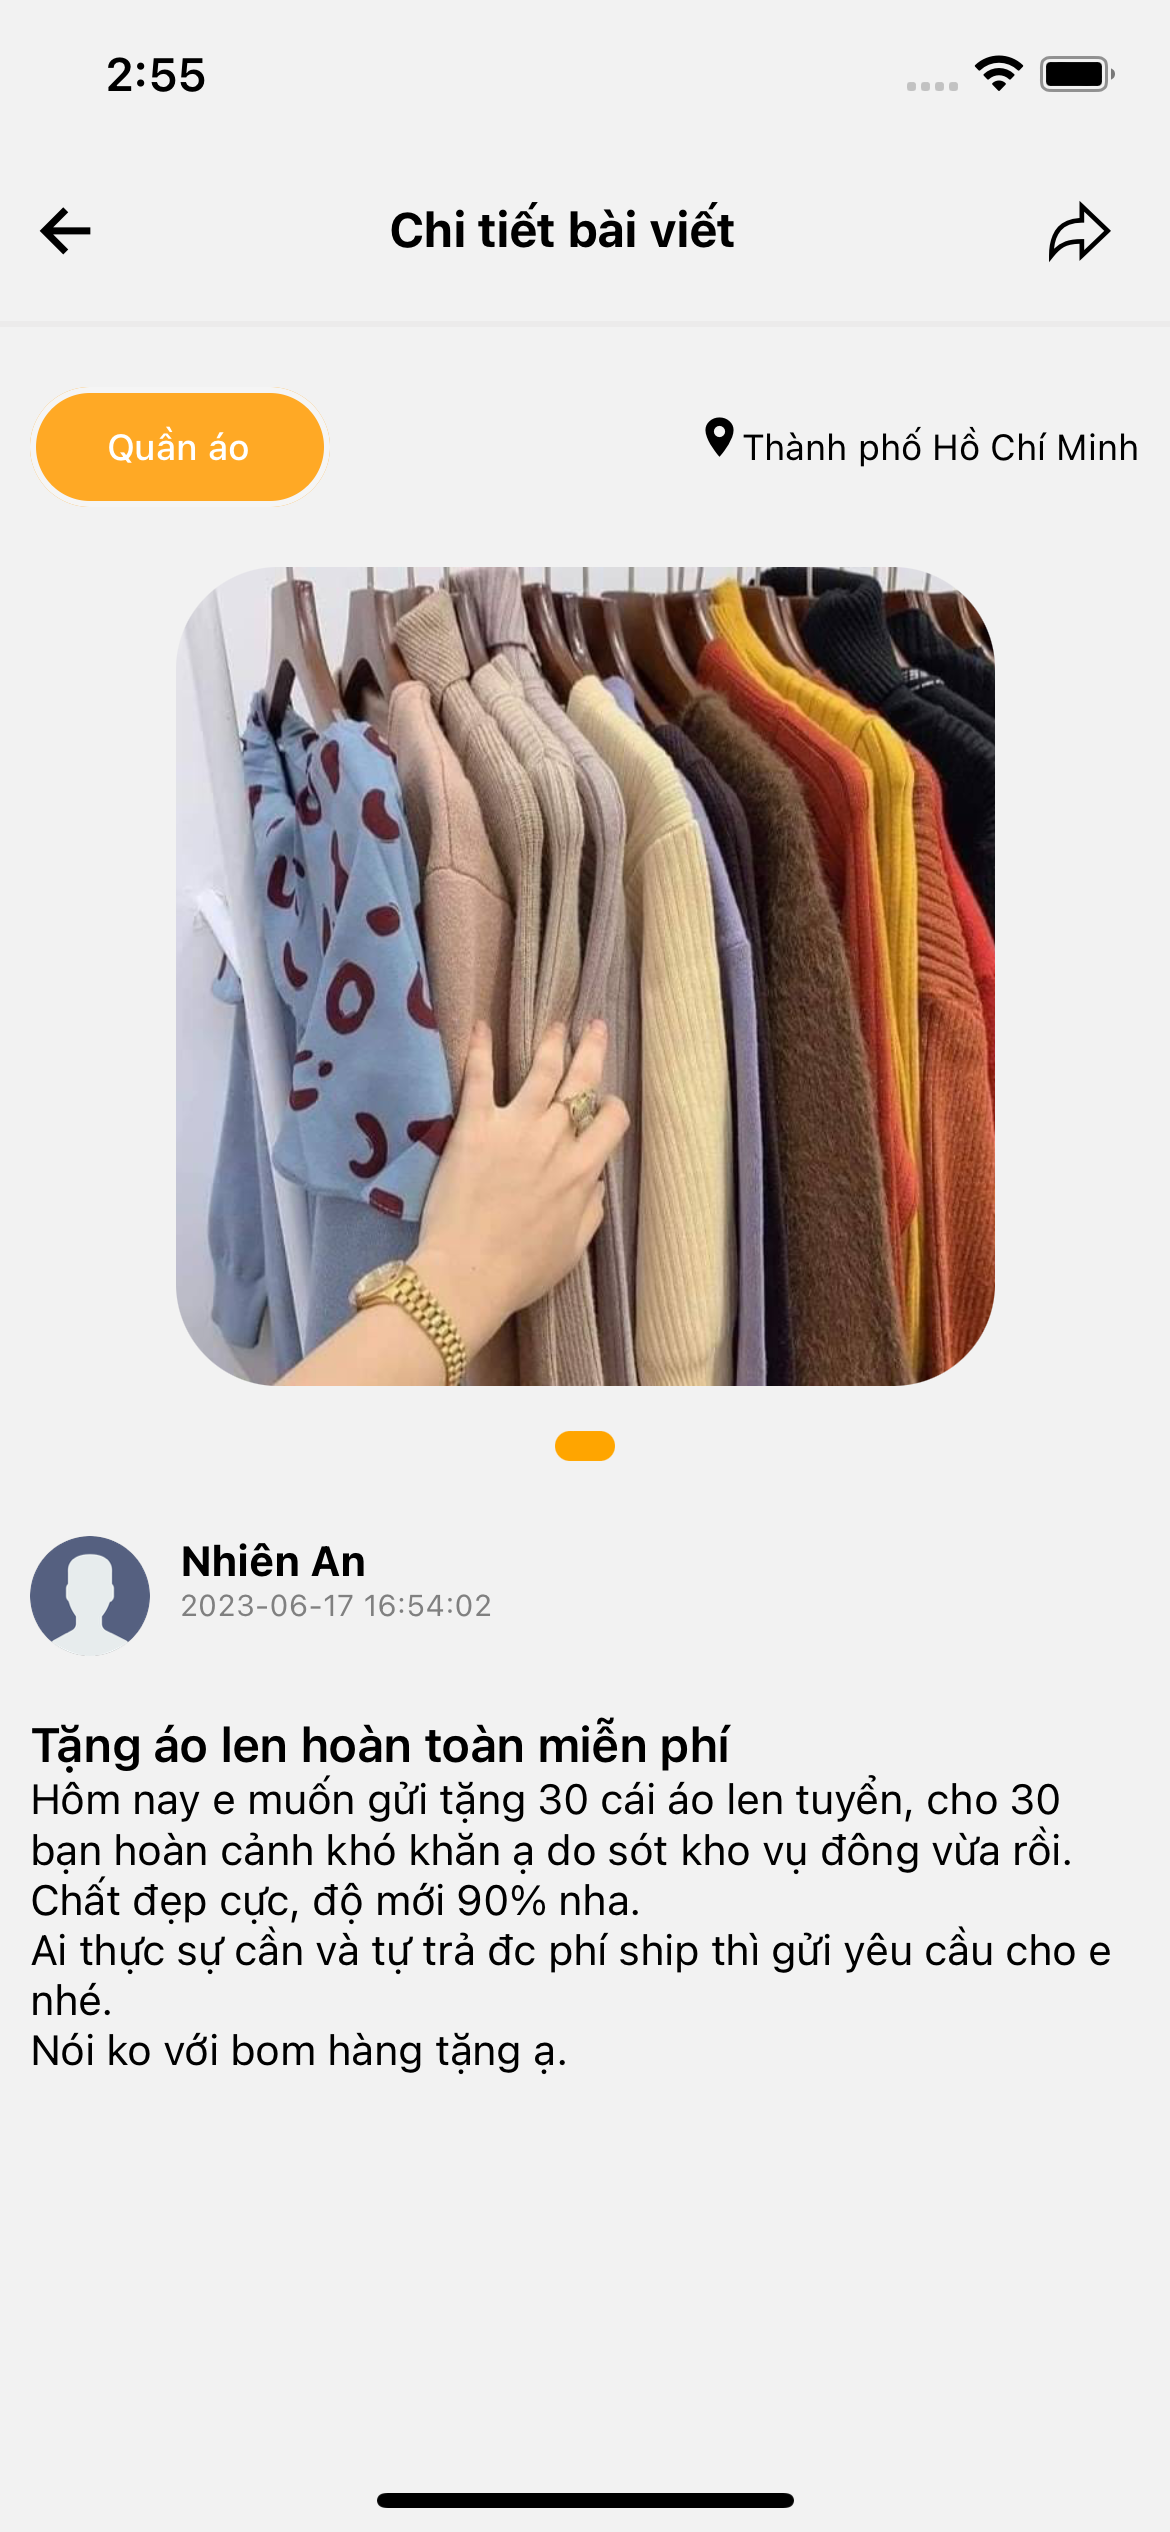 2:55
Chi tiết bài viết
Quần áo
Thành phố Hồ Chí Minh
Nhiên An
2023-06-17 16:54:02
Tặng áo len hoàn toàn miễn phí
Hôm nay e muốn gửi tặng 30 cái áo len tuyển, cho 30
bạn hoàn cảnh khó khăn ạ do sót kho vụ đông vừa rồi.
Chất đẹp cực, độ mới 90% nha.
Ai thực sự cần và tự trả đc phí ship thì gửi yêu cầu cho e
nhé.
Nói ko với bom hàng tặng ạ.